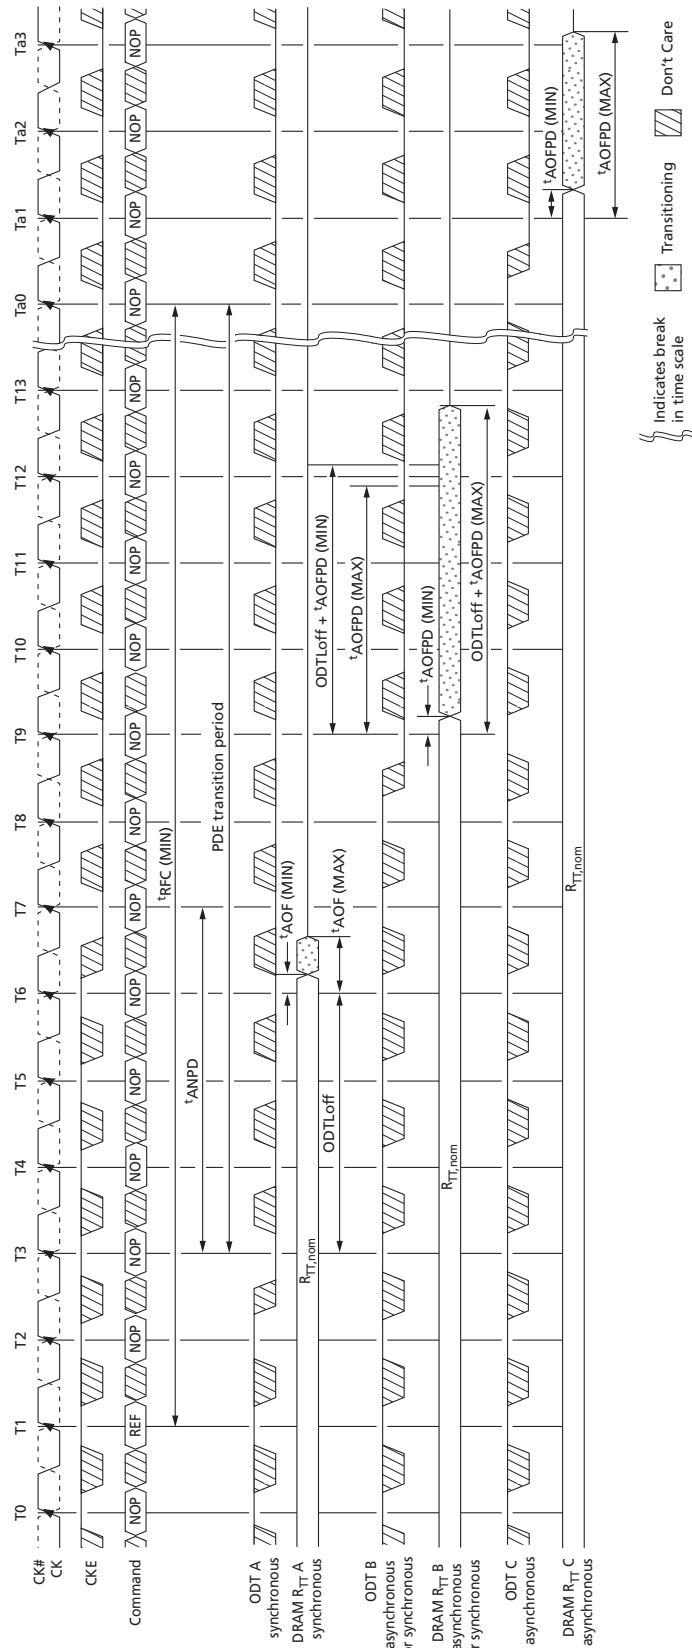 T0 T1 T2 T3 T4 T5 T6 T7 T8 T9 T10 T11 T12 T13 Ta0 Ta1 Ta2 Ta3
CK#
CK
CKE
Command NOP REF NOP NOP NOP NOP NOP NOP NOP NOP NOP NOP NOP NOP NOP NOP NOP NOP
tRFC (MIN)
tANPD
PDE transition period
ODT A
synchronous
tAOF (MIN)
DRAM RTT A
synchronous
RTT,nom
ODTLoff
tAOF (MAX)
ODTLoff + tAOFPD (MIN)
tAOFPD (MAX)
ODT B
asynchronous
or synchronous
tAOFPD (MIN)
DRAM RTT B
asynchronous
or synchronous
RTT,nom
ODTLoff + tAOFPD (MAX)
ODT C
asynchronous
tAOFPD (MIN)
DRAM RTT C
asynchronous
RTT,nom
tAOFPD (MAX)
Indicates break
in time scale
Transitioning
Don't Care